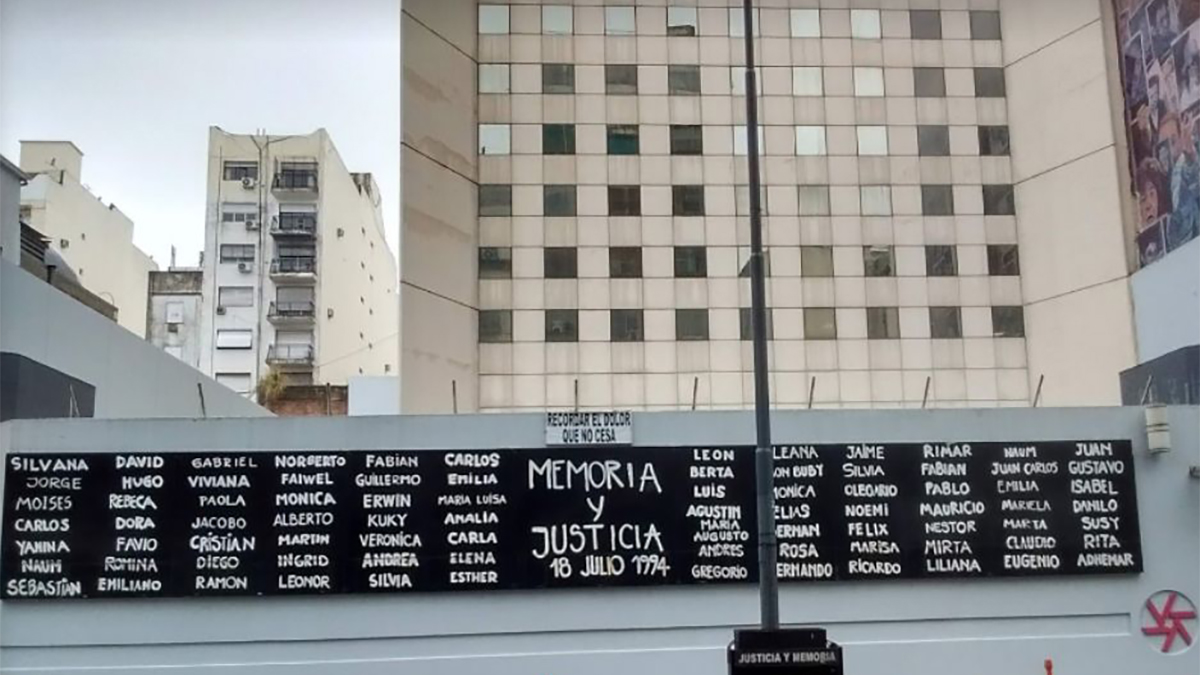 RECORDAR EL DOLOR
QUE NO CESA
SILVANA DAVID GABRIEL NORBERTO FABIAN CARLOS
JORGE HUGO VIVIANA FAIWEL GUILLERMO EMILIA
MOISES REBECA PAOLA MONICA ERWIN MARIA LUISA
CARLOS DORA JACOBO ALBERTO KUKY AMALIA
YANINA FAVIO CRISTIAN MARTIN VERÓNICA CARLA
NAUM ROMINA DIEGO INGRID ANDREA ELENA
SEBASTIÁN EMILIANO RAMON LEONOR SILVIA ESTHER
MEMORIA
Y
JUSTICIA
18 JULIO 1994
LEON JAIME RIMAR NAUM JUAN
BERTA SILVIA FABIAN JUAN CARLOS GUSTAVO
LUIS OLEGARIO PABLO EMILIA ISABEL
AGUSTIN NOEMI MAURICIO MARIELA DANILO
MARIA AUGUSTO FELIX NESTOR MARTA SUSY
ANDRES ROSA MARISA MIRTA CLAUDIO RITA
GREGORIO RICARDO LILIANA EUGENIO ADHEMAR
JUSTICIA Y MEMORIA